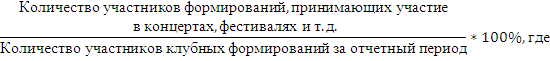 Количество участников формирований, принимающих участие
в концертах, фестивалях и т. д.
Количество участников клубных формирований за отчетный период
* 100%, где